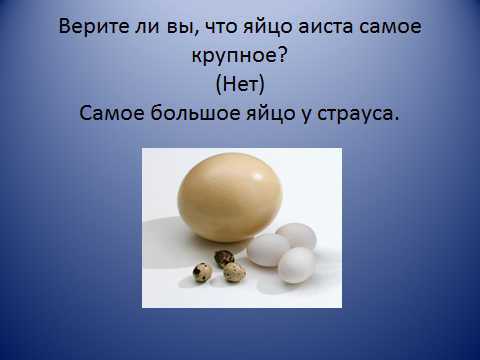 Верите ли вы, что яйцо аиста самое
крупное?
(Нет)
Самое большое яйцо у страуса.